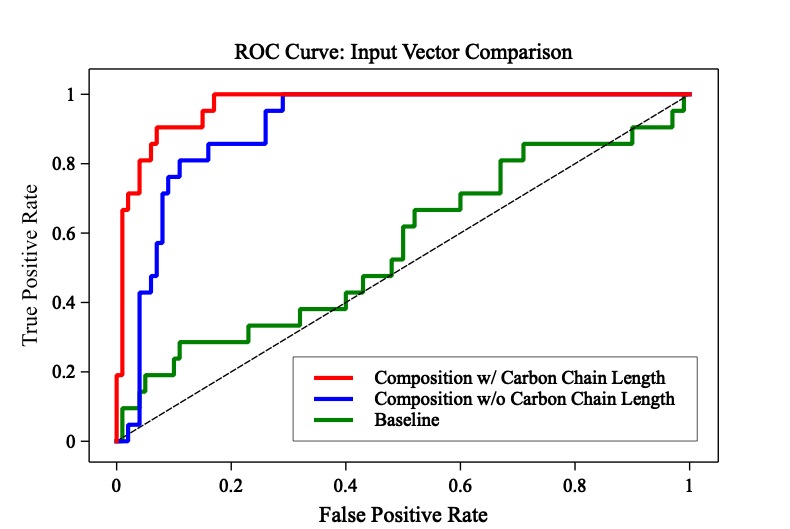 ROC Curve: Input Vector Comparison
True Positive Rate
1
0.8
0.6
0.4
0.2
0
Composition w/ Carbon Chain Length
Composition w/o Carbon Chain Length
Baseline
0 0.2 0.4 0.6 0.8 1
False Positive Rate